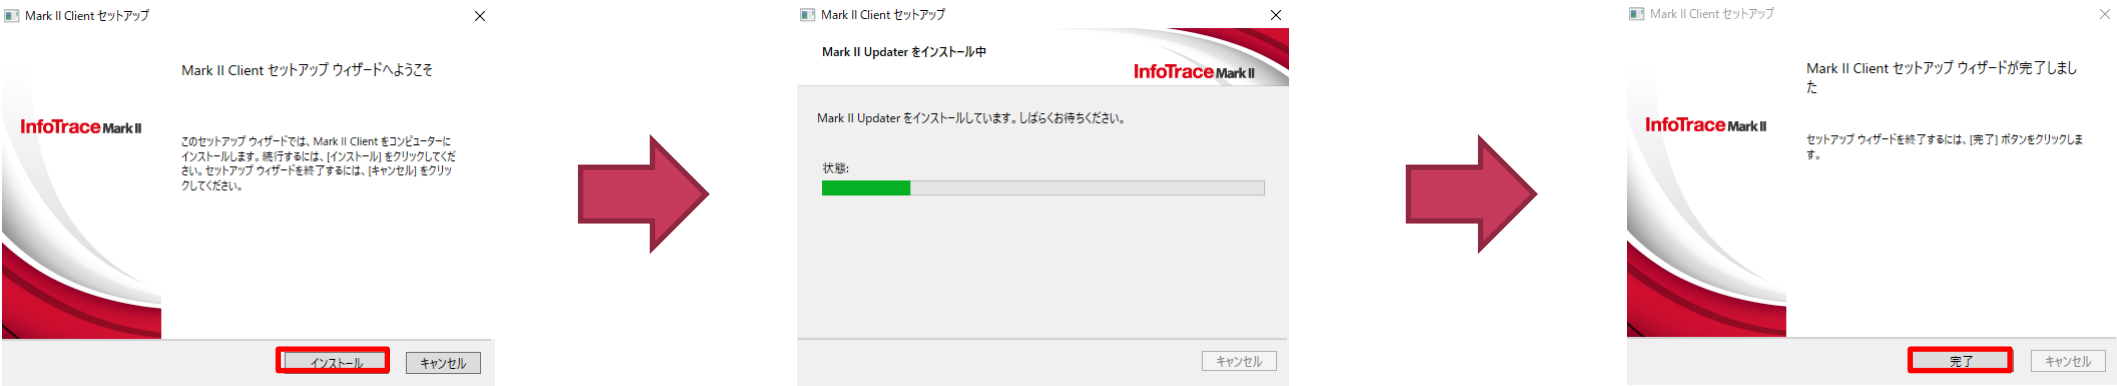 Mark II Client セットアップ
Mark II Client セットアップ ウィザードへようこそ
InfoTrace Mark II
このセットアップ ウィザードでは、Mark II Client をコンピューターに
インストールします。続行するには、[インストール] をクリックしてくだ
さい。セットアップ ウィザードを終了するには、[キャンセル] をクリッ
クしてください。
インストール
キャンセル
Mark II Client セットアップ
Mark II Updater をインストール中
InfoTrace Mark II
Mark II Updater をインストールしています。しばらくお待ちください。
状態:
キャンセル
Mark II Client セットアップ
Mark II Client セットアップ ウィザードが完了しまし
た
InfoTrace Mark II
セットアップ ウィザードを終了するには、[完了] ボタンをクリックしま
す。
完了
キャンセル